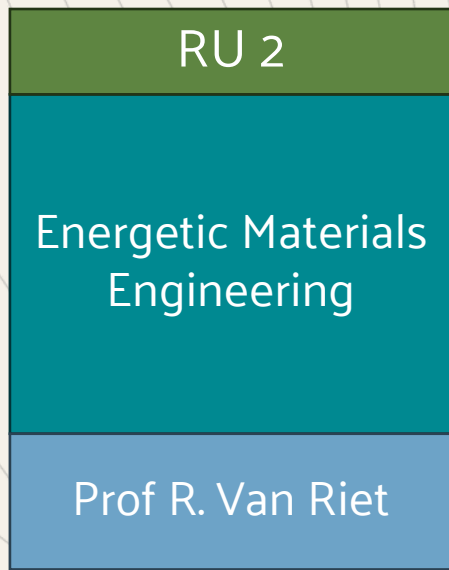 RU 2
Energetic Materials
Engineering
Prof R. Van Riet